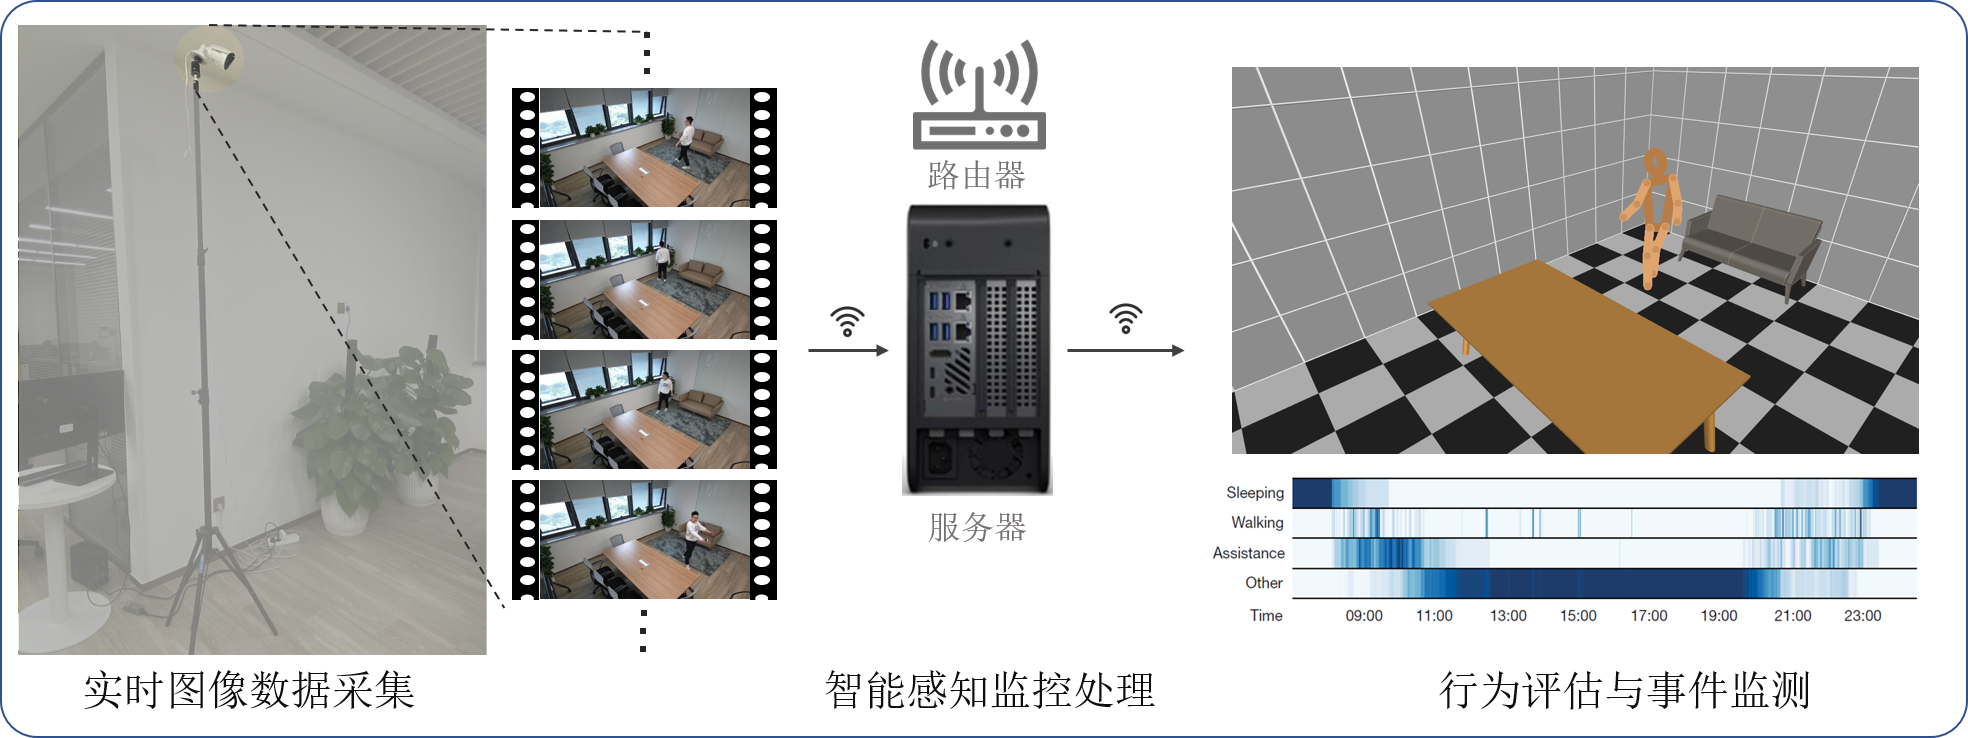 路由器
服务器
Sleeping
Walking
Assistance
Other
Time 09:00 11:00 13:00 15:00 17:00 19:00 21:00 23:00
实时图像数据采集
智能感知监控处理
行为评估与事件监测